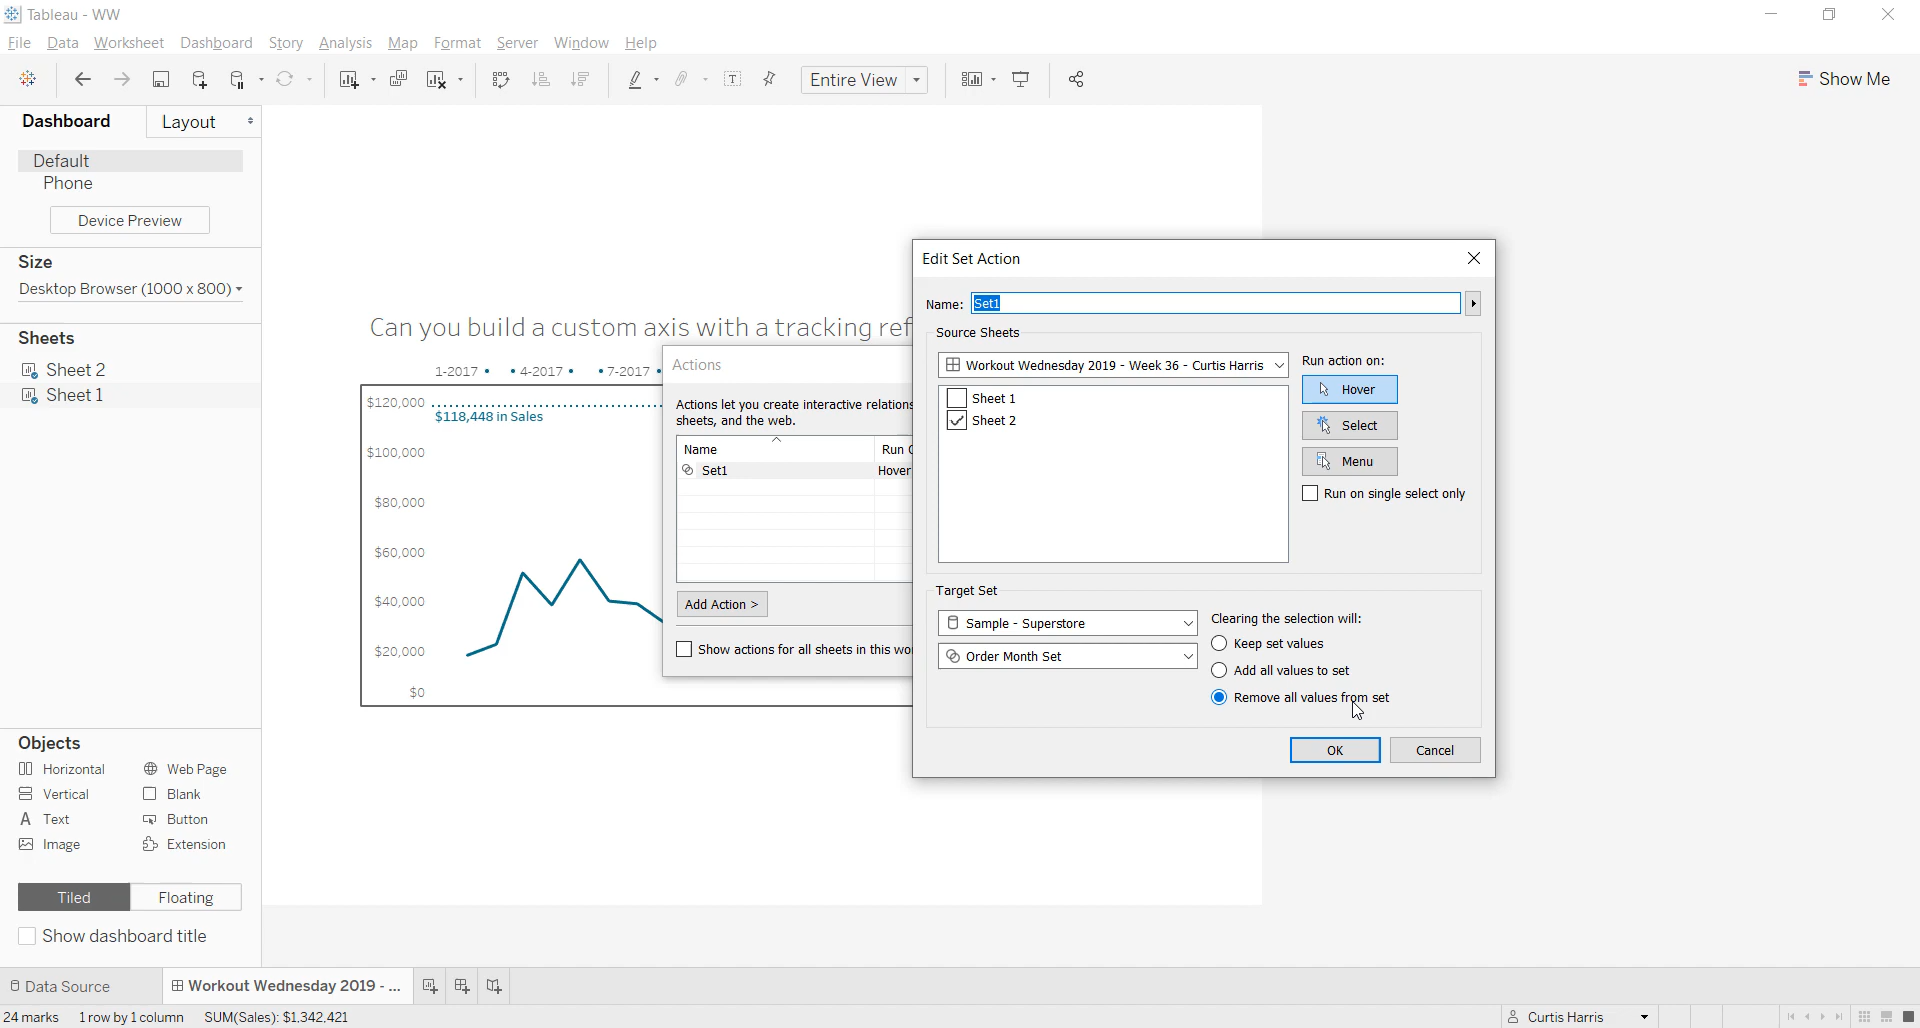 Tableau - WW
File Data Worksheet Dashboard Story Analysis Map Format Server Window Help
Entire View
Show Me
Dashboard Layout
Default
Phone
Device Preview
Size
Desktop Browser (1000 x 800)
Sheets
Sheet 2
Sheet 1
Objects
Horizontal Web Page
Vertical Blank
A Text Button
Image Extension
Tiled Floating
Show dashboard title
Can you build a custom axis with a tracking ref
1-2017 • • 4-2017 • • 7-2017 •
$120,000
$118,448 in Sales
$100,000
$80,000
$60,000
$40,000
$20,000
$0
Actions
Actions let you create interactive relations
sheets, and the web.
Name Run
Set1 Hover
Add Action >
Show actions for all sheets in this wo
Edit Set Action
Name: Set1
Source Sheets
Workout Wednesday 2019 - Week 36 - Curtis Harris
Sheet 1
Sheet 2
Run action on:
Hover
Select
Menu
Run on single select only
Target Set
Sample - Superstore
Order Month Set
Clearing the selection will:
Keep set values
Add all values to set
Remove all values from set
OK Cancel
Data Source Workout Wednesday 2019 - ...
24 marks 1 row by 1 column SUM(Sales): $1,342,421
Curtis Harris